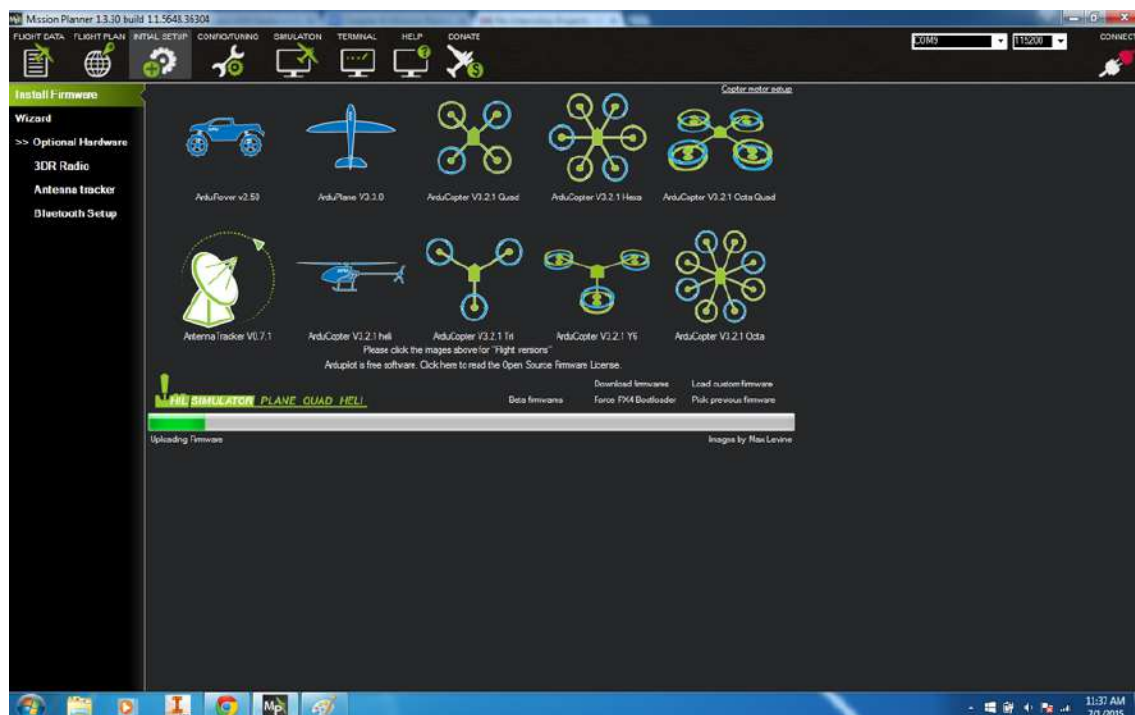 Mission Planner 1.3.30 build 1.1.5648.36304
FLIGHT DATA FLIGHT PLAN INITIAL SETUP CONFIG/TUNING SIMULATION TERMINAL HELP DONATE
COM9 115200 CONNECT
Install Firmware
Wizard
>> Optional Hardware
3DR Radio
Antenna tracker
Bluetooth Setup
Copter motor setup
ArduRover v2.50 ArduPlane V3.3.0 ArduCopter V3.2.1 Quad ArduCopter V3.2.1 Hexa ArduCopter V3.2.1 Octa Quad
AntennaTracker V0.7.1 ArduCopter V3.2.1 heli ArduCopter V3.2.1 Tri ArduCopter V3.2.1 Y6 ArduCopter V3.2.1 Octa
Please click the images above for "Flight versions"
Ardupilot is free software. Click here to read the Open Source Firmware License.
Download firmwares Load custom firmware
HIL SIMULATOR PLANE QUAD HELI Beta firmwares Force PX4 Bootloader Pick previous firmware
Uploading Firmware Images by Max Levine
Mp
11:37 AM
7/1/2015